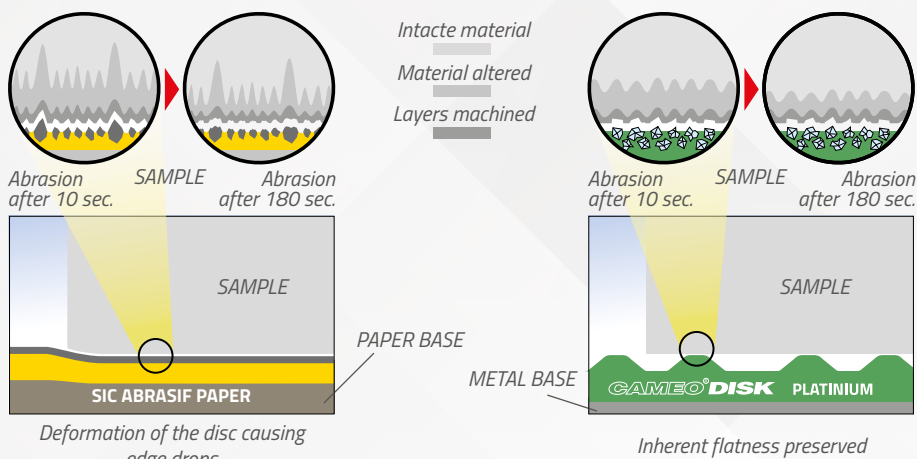 Intacte material
Material altered
Layers machined
Abrasion
after 10 sec.
SAMPLE
Abrasion
after 180 sec.
Abrasion
after 10 sec.
SAMPLE
Abrasion
after 180 sec.
SAMPLE
PAPER BASE
SIC ABRASIF PAPER
Deformation of the disc causing
edge drops
SAMPLE
METAL BASE
CAMEO°DISK PLATINIUM
Inherent flatness preserved